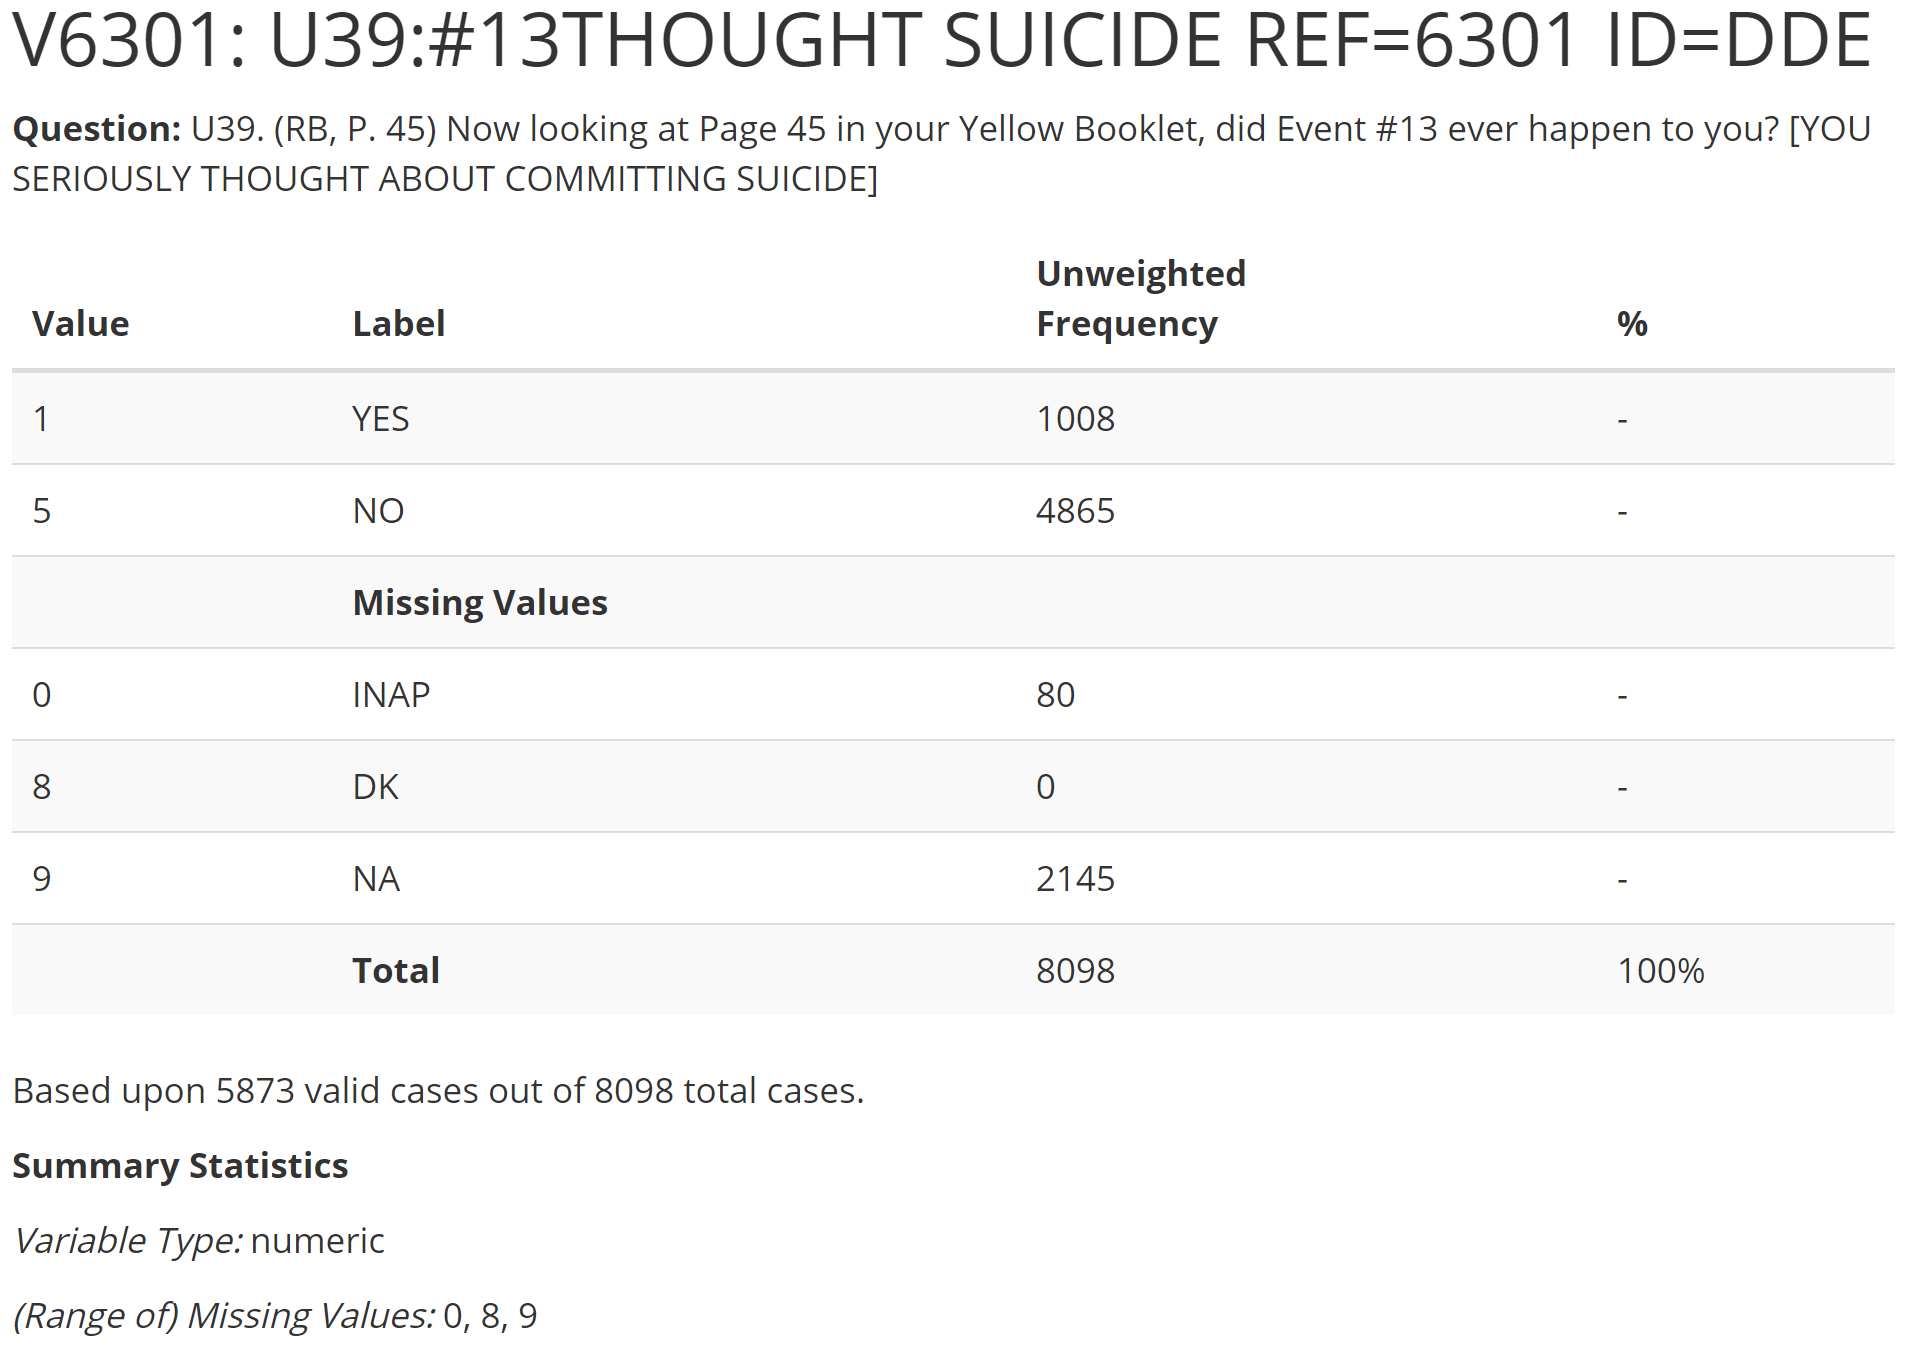 V6301: U39:#13THOUGHT SUICIDE REF=6301 ID=DDE
Question: U39. (RB, P. 45) Now looking at Page 45 in your Yellow Booklet, did Event #13 ever happen to you? [YOU
SERIOUSLY THOUGHT ABOUT COMMITTING SUICIDE]
Unweighted
Value Label Frequency %
1 YES 1008 -
5 NO 4865 -
Missing Values
0 INAP 80 -
8 DK 0 -
9 NA 2145 -
Total 8098 100%
Based upon 5873 valid cases out of 8098 total cases.
Summary Statistics
Variable Type: numeric
(Range of) Missing Values: 0, 8, 9